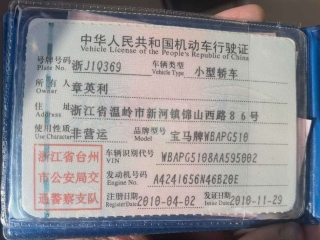 中华人民共和国机动车行驶证
Vehicle License of the People's Republic of China
号牌号码 浙J1Q369 车辆类型 小型轿车
Plate No. Vehicle Type
所有人 章英利
Owner
住址 浙江省温岭市新河镇锦山西路86号
Address
使用性质 非营运 品牌型号 宝马牌WBAPG510
Use Character Model
浙江省台州
市公安局交
通警察支队
车辆识别代号 WBAPG5108AA595002
VIN
发动机号码 A4241656N46B20E
Engine No.
注册日期 2010-04-02 发证日期 2010-11-29
Register Date Issue Date